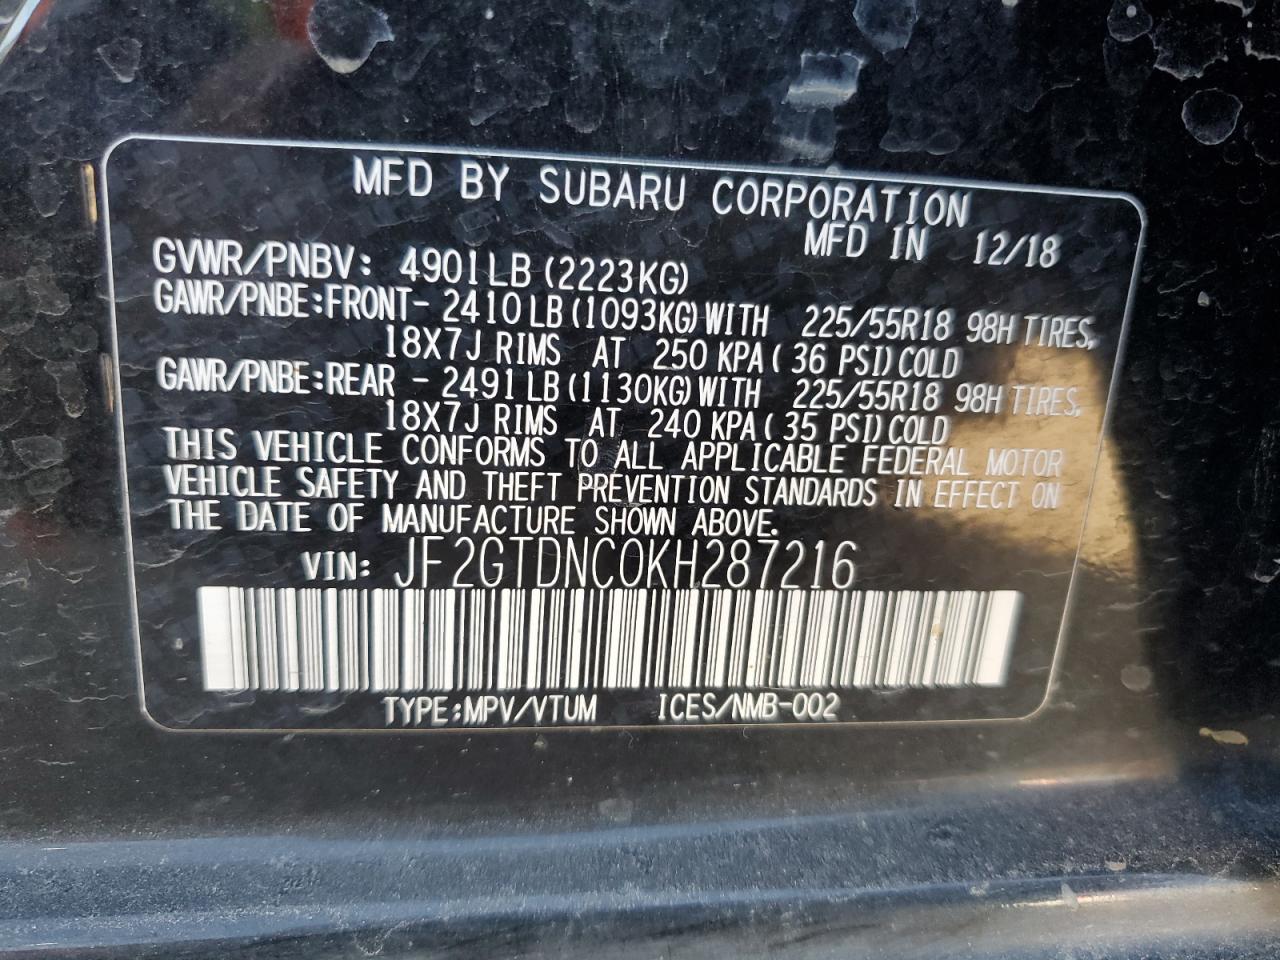 MFD BY SUBARU CORPORATION
MFD IN 12/18
GVWR/PNBV: 4901LB (2223KG)
GAWR/PNBE:FRONT- 2410LB(1093KG)WITH 225/55R18 98H TIRES,
18X7J RIMS AT 250 KPA( 36 PSI)COLD
GAWR/PNBE:REAR - 2491LB(1130KG)WITH 225/55R18 98H TIRES,
18X7J RIMS AT 240 KPA( 35 PSI)COLD
THIS VEHICLE CONFORMS TO ALL APPLICABLE FEDERAL MOTOR
VEHICLE SAFETY AND THEFT PREVENTION STANDARDS IN EFFECT ON
THE DATE OF MANUFACTURE SHOWN ABOVE.
VIN: JF2GTDNC0KH287216
TYPE:MPV/VTUM ICES/NMB-002